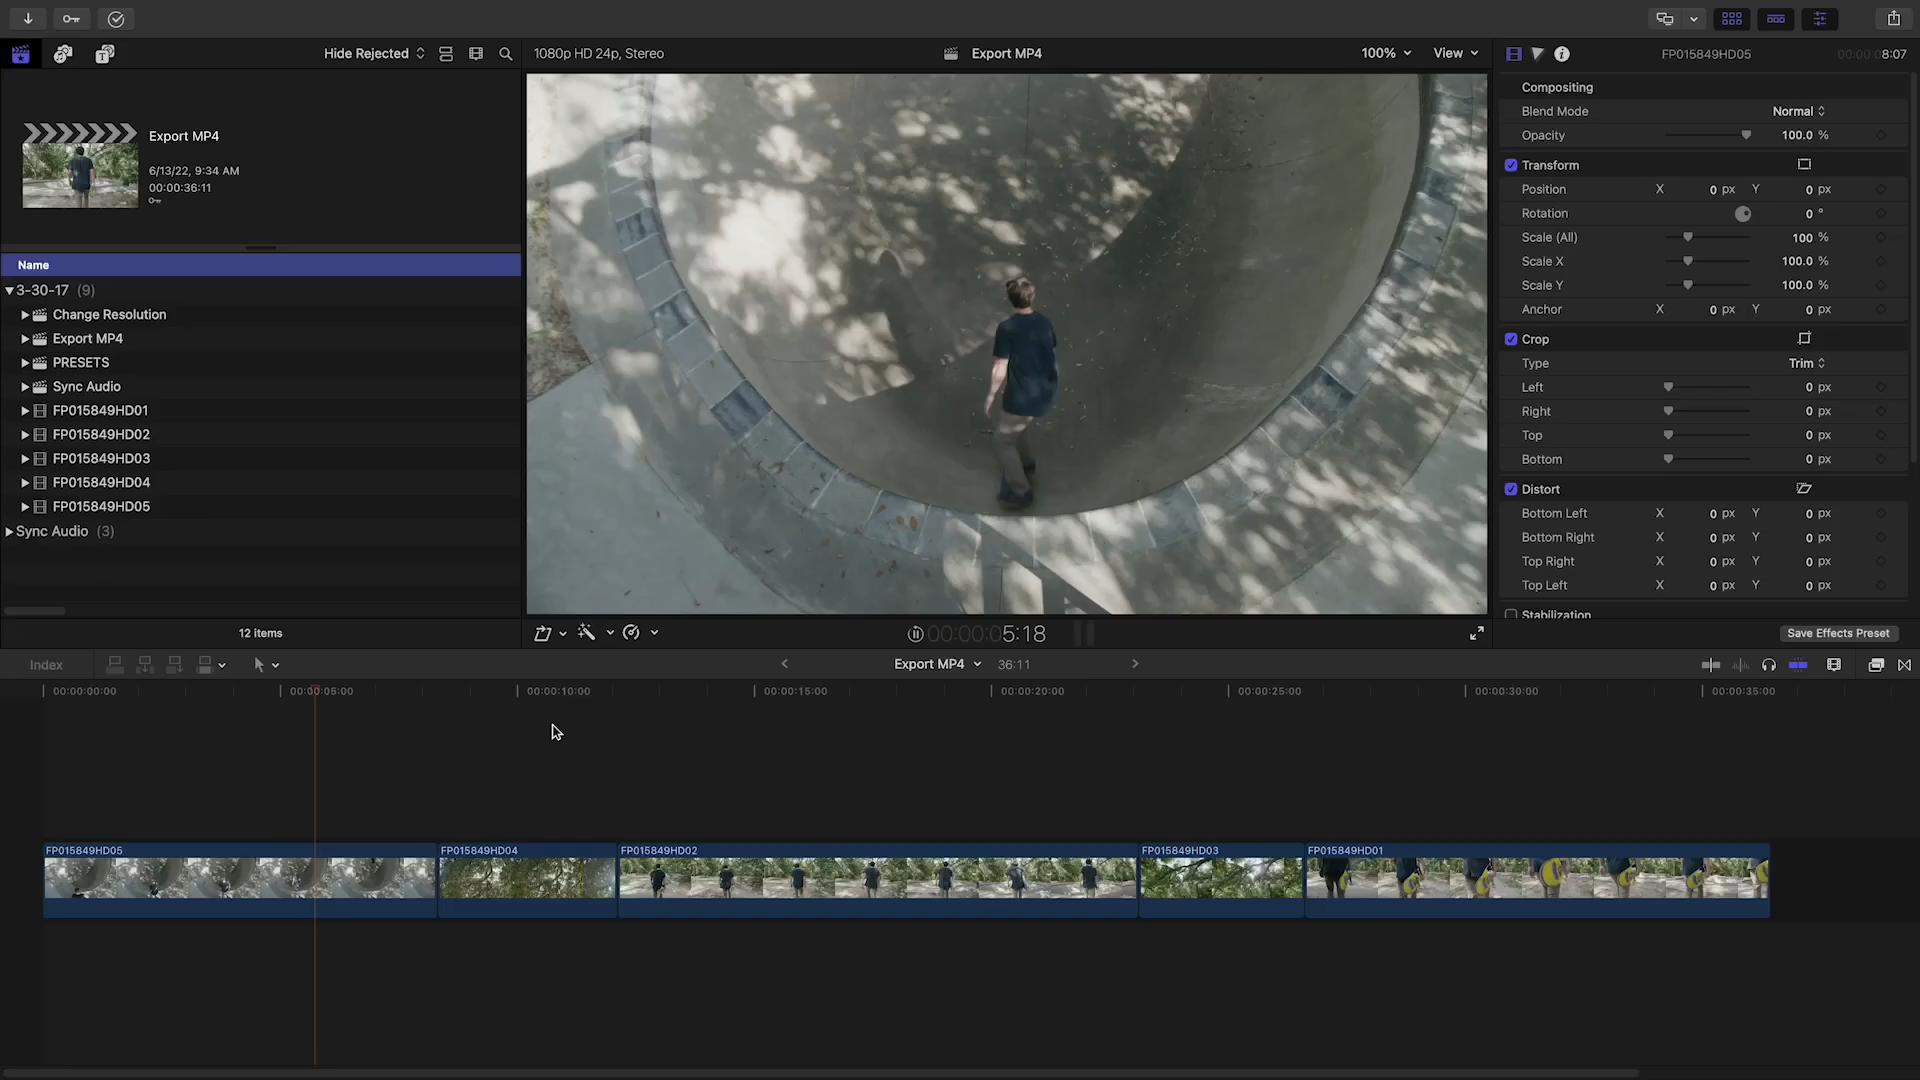 Hide Rejected
1080p HD 24p, Stereo
Export MP4
100%
View
FP015849HD05
00:00:08:07
Export MP4
6/13/22, 9:34 AM
00:00:36:11
Name
3-30-17 (9)
Change Resolution
Export MP4
PRESETS
Sync Audio
FP015849HD01
FP015849HD02
FP015849HD03
FP015849HD04
FP015849HD05
Sync Audio (3)
12 items
Compositing
Blend Mode Normal
Opacity 100.0 %
Transform
Position X 0 px Y 0 px
Rotation 0 °
Scale (All) 100 %
Scale X 100.0 %
Scale Y 100.0 %
Anchor X 0 px Y 0 px
Crop
Type Trim
Left 0 px
Right 0 px
Top 0 px
Bottom 0 px
Distort
Bottom Left X 0 px Y 0 px
Bottom Right X 0 px Y 0 px
Top Right X 0 px Y 0 px
Top Left X 0 px Y 0 px
Stabilization
00:00:05:18
Save Effects Preset
Index
Export MP4 36:11
00:00:00:00 00:00:05:00 00:00:10:00 00:00:15:00 00:00:20:00 00:00:25:00 00:00:30:00 00:00:35:00
FP015849HD05 FP015849HD04 FP015849HD02 FP015849HD03 FP015849HD01